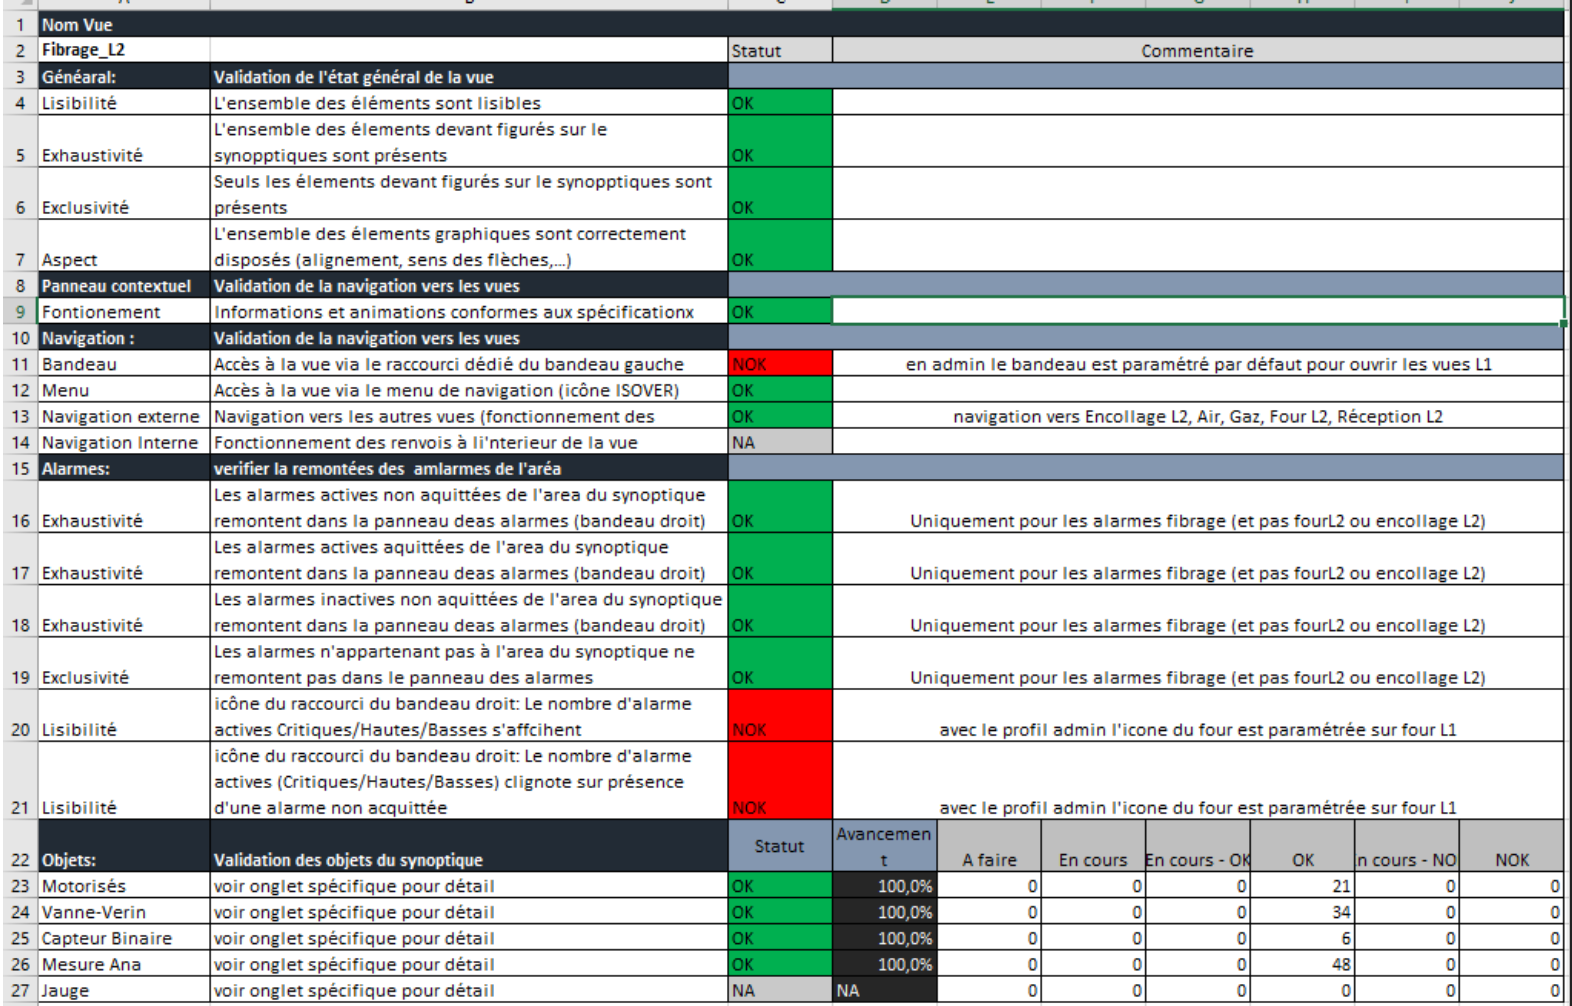 1 Nom Vue
2 Fibrage_L2 Statut Commentaire
3 Généaral: Validation de l'état général de la vue
4 Lisibilité L'ensemble des éléments sont lisibles OK
L'ensemble des élements devant figurés sur le
5 Exhaustivité synopptiques sont présents OK
Seuls les élements devant figurés sur le synopptiques sont
6 Exclusivité présents OK
L'ensemble des élements graphiques sont correctement
7 Aspect disposés (alignement, sens des flèches,...) OK
8 Panneau contextuel Validation de la navigation vers les vues
9 Fontionement Informations et animations conformes aux spécificationx OK
10 Navigation : Validation de la navigation vers les vues
11 Bandeau Accès à la vue via le raccourci dédié du bandeau gauche NOK en admin le bandeau est paramétré par défaut pour ouvrir les vues L1
12 Menu Accès à la vue via le menu de navigation (icône ISOVER) OK
13 Navigation externe Navigation vers les autres vues (fonctionnement des OK navigation vers Encollage L2, Air, Gaz, Four L2, Réception L2
14 Navigation Interne Fonctionnement des renvois à li'nterieur de la vue NA
15 Alarmes: verifier la remontées des amlarmes de l'aréa
Les alarmes actives non aquittées de l'area du synoptique
16 Exhaustivité remontent dans la panneau deas alarmes (bandeau droit) OK Uniquement pour les alarmes fibrage (et pas fourL2 ou encollage L2)
Les alarmes actives aquittées de l'area du synoptique
17 Exhaustivité remontent dans la panneau deas alarmes (bandeau droit) OK Uniquement pour les alarmes fibrage (et pas fourL2 ou encollage L2)
Les alarmes inactives non aquittées de l'area du synoptique
18 Exhaustivité remontent dans la panneau deas alarmes (bandeau droit) OK Uniquement pour les alarmes fibrage (et pas fourL2 ou encollage L2)
Les alarmes n'appartenant pas à l'area du synoptique ne
19 Exclusivité remontent pas dans le panneau des alarmes OK Uniquement pour les alarmes fibrage (et pas fourL2 ou encollage L2)
icône du raccourci du bandeau droit: Le nombre d'alarme
20 Lisibilité actives Critiques/Hautes/Basses s'affcihent NOK avec le profil admin l'icone du four est paramétrée sur four L1
icône du raccourci du bandeau droit: Le nombre d'alarme
actives (Critiques/Hautes/Basses) clignote sur présence
21 Lisibilité d'une alarme non acquittée NOK avec le profil admin l'icone du four est paramétrée sur four L1
22 Objets: Validation des objets du synoptique Statut Avancement A faire En cours En cours - OK OK n cours - NO NOK
23 Motorisés voir onglet spécifique pour détail OK 100,0% 0 0 0 21 0 0
24 Vanne-Verin voir onglet spécifique pour détail OK 100,0% 0 0 0 34 0 0
25 Capteur Binaire voir onglet spécifique pour détail OK 100,0% 0 0 0 6 0 0
26 Mesure Ana voir onglet spécifique pour détail OK 100,0% 0 0 0 48 0 0
27 Jauge voir onglet spécifique pour détail NA NA 0 0 0 0 0 0